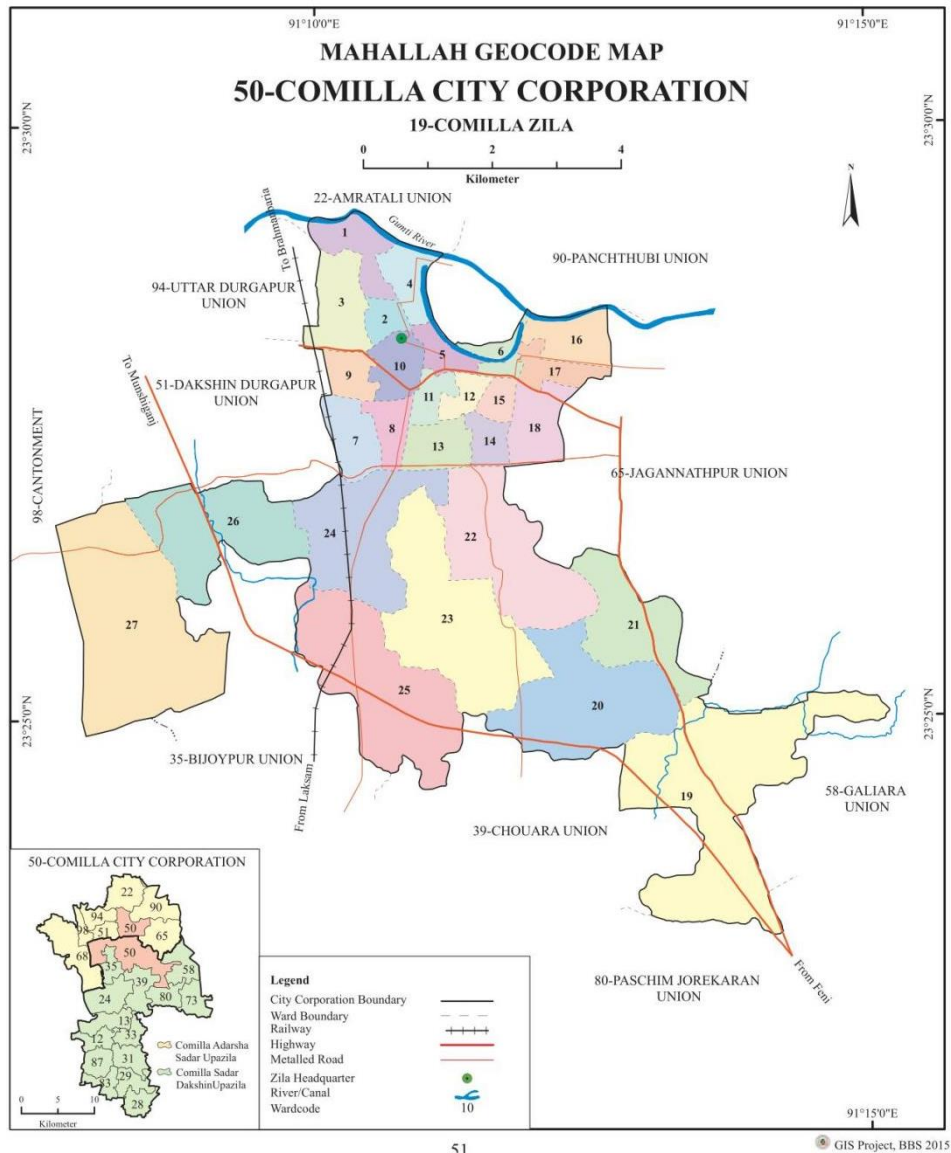 91°10'0"E
91°15'0"E
MAHALLAH GEOCODE MAP
50-COMILLA CITY CORPORATION
19-COMILLA ZILA
23°30'0"N
23°30'0"N
0 2 4
Kilometer
N
22-AMRATALI UNION
Gumti River
To Brahmanbaria
90-PANCHTHUBI UNION
94-UTTAR DURGAPUR
UNION
1
4
3
2
5
6
16
10
17
9
51-DAKSHIN DURGAPUR
UNION
To Munshiganj
11
12
15
7
8
13
14
18
98-CANTONMENT
65-JAGANNATHPUR UNION
26
24
22
27
23
21
25
20
23°25'0"N
23°25'0"N
35-BIJOYPUR UNION
From Laksam
19
58-GALIARA
UNION
39-CHOUARA UNION
80-PASCHIM JOREKARAN
UNION
From Feni
50-COMILLA CITY CORPORATION
22
90
94
98
51
50
65
68
50
35
58
39
24
80
73
13
12
33
87
31
29
83
28
Comilla Adarsha
Sadar Upazila
Comilla Sadar
DakshinUpazila
0 5 10
Kilometer
Legend
City Corporation Boundary
Ward Boundary
Railway
Highway
Metalled Road
Zila Headquarter
River/Canal
Wardcode 10
91°15'0"E
51
GIS Project, BBS 2015